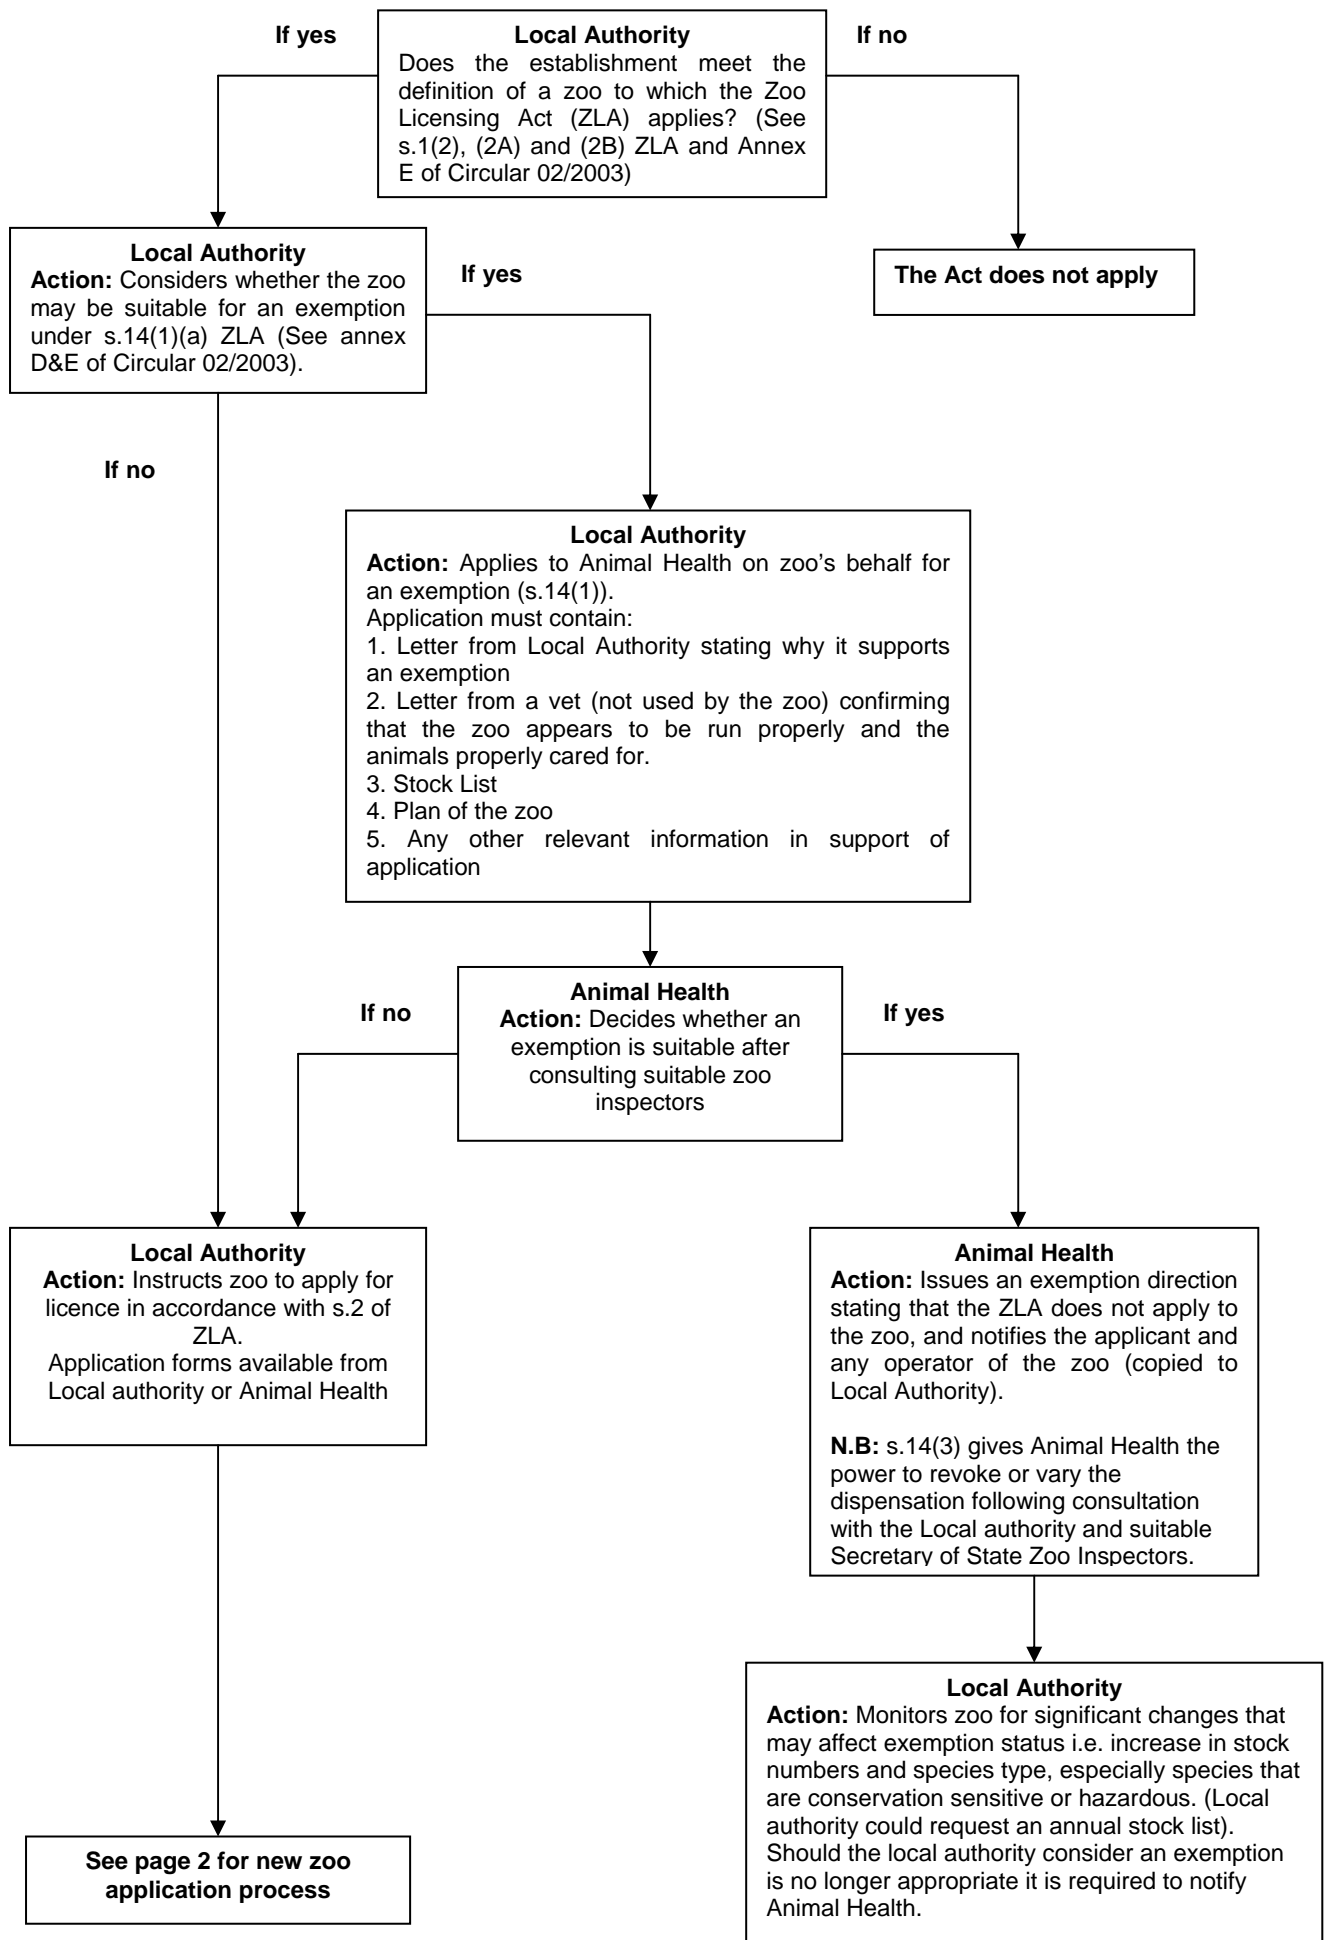 If yes
Local Authority
If no
Does the establishment meet the
definition of a zoo to which the Zoo
Licensing Act (ZLA) applies? (See
s.1(2), (2A) and (2B) ZLA and Annex
E of Circular 02/2003)
Local Authority
Action: Considers whether the zoo
may be suitable for an exemption
under s.14(1)(a) ZLA (See annex
D&E of Circular 02/2003).
If yes
The Act does not apply
If no
Local Authority
Action: Applies to Animal Health on zoo's behalf for
an exemption (s.14(1)).
Application must contain:
1. Letter from Local Authority stating why it supports
an exemption
2. Letter from a vet (not used by the zoo) confirming
that the zoo appears to be run properly and the
animals properly cared for.
3. Stock List
4. Plan of the zoo
5. Any other relevant information in support of
application
If no
Animal Health
Action: Decides whether an
exemption is suitable after
consulting suitable zoo
inspectors
If yes
Local Authority
Action: Instructs zoo to apply for
licence in accordance with s.2 of
ZLA.
Application forms available from
Local authority or Animal Health
Animal Health
Action: Issues an exemption direction
stating that the ZLA does not apply to
the zoo, and notifies the applicant and
any operator of the zoo (copied to
Local Authority).
N.B: s.14(3) gives Animal Health the
power to revoke or vary the
dispensation following consultation
with the Local authority and suitable
Secretary of State Zoo Inspectors.
See page 2 for new zoo
application process
Local Authority
Action: Monitors zoo for significant changes that
may affect exemption status i.e. increase in stock
numbers and species type, especially species that
are conservation sensitive or hazardous. (Local
authority could request an annual stock list).
Should the local authority consider an exemption
is no longer appropriate it is required to notify
Animal Health.